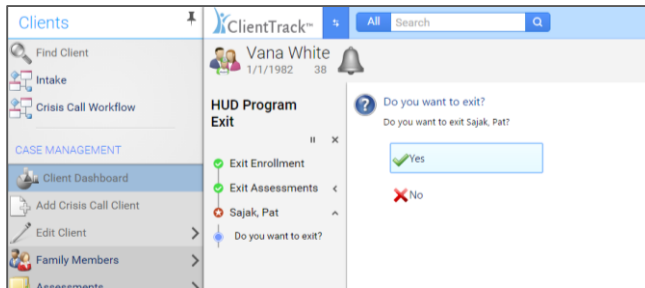 Clients
Find Client
Intake
Crisis Call Workflow
CASE MANAGEMENT
Client Dashboard
Add Crisis Call Client
Edit Client
Family Members
Assessments
ClientTrack™
All Search
Vana White
1/1/1982 38
HUD Program
Exit
Exit Enrollment
Exit Assessments
Sajak, Pat
Do you want to exit?
Do you want to exit?
Do you want to exit Sajak, Pat?
Yes
No